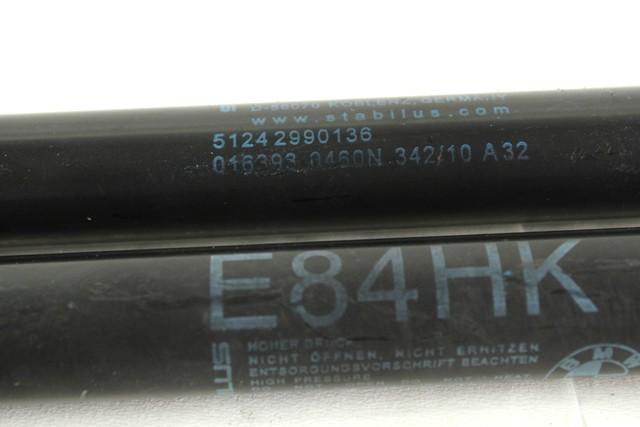 D-56070 KOBLENZ, GERMANY
www.stabilus.com
51242990136
016393 0460N 342/10 A32
E84HK
HOHER DRUCK
NICHT ÖFFNEN, NICHT ERHITZEN
ENTSORGUNGSVORSCHRIFT BEACHTEN
HIGH PRESSURE
BMW